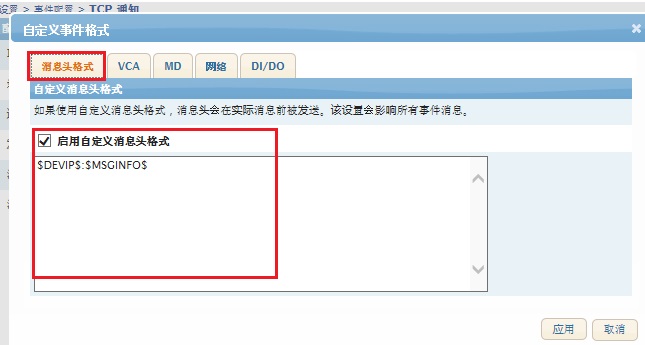 设置 > 事件配置 > TCP 通知
自定义事件格式
消息头格式 VCA MD 网络 DI/DO
自定义消息头格式
如果使用自定义消息头格式，消息头会在实际消息前被发送。该设置会影响所有事件消息。
启用自定义消息头格式
$DEVIP$:$MSGINFO$
应用 取消